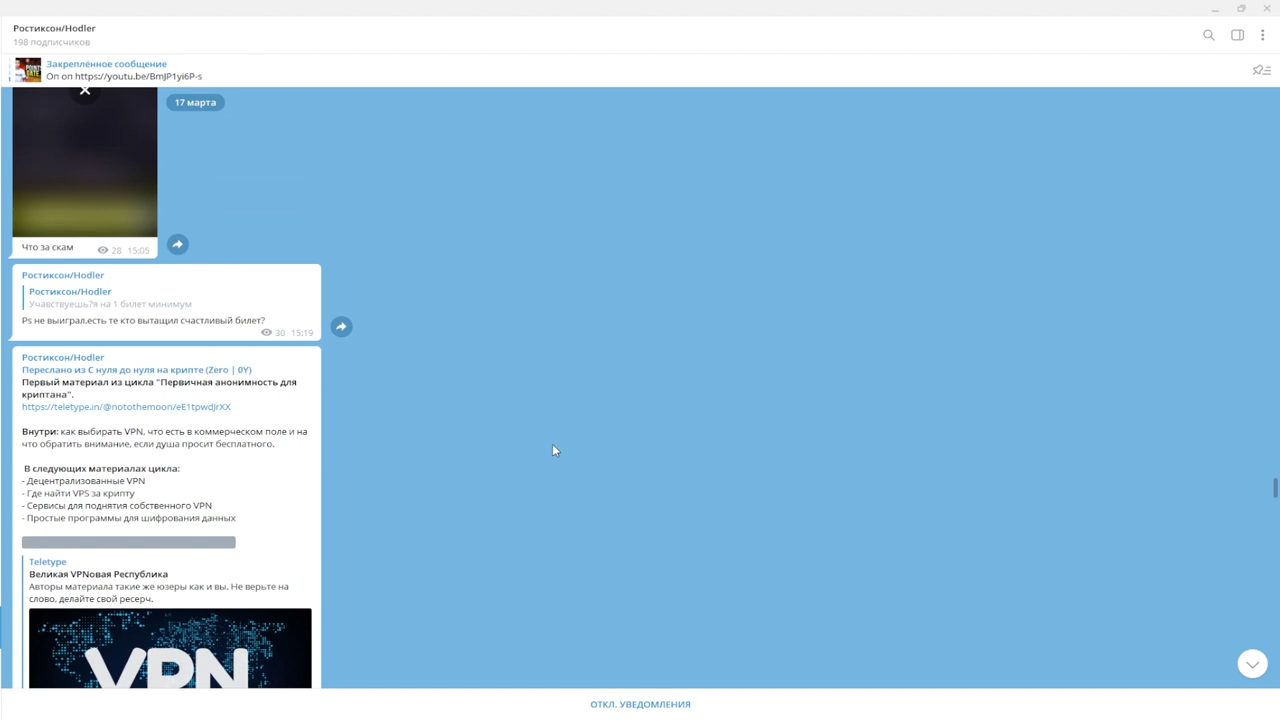 Ростиксон/Hodler
198 подписчиков
Закреплённое сообщение
Оп оп https://youtu.be/BmJP1yi6P-s
17 марта
Что за скам
28 15:05
Ростиксон/Hodler
Ростиксон/Hodler
Учавствуешь?я на 1 билет минимум
Ps не выиграл.есть те кто вытащил счастливый билет?
30 15:19
Ростиксон/Hodler
Переслано из С нуля до нуля на крипте (Zero | 0Y)
Первый материал из цикла "Первичная анонимность для
криптана".
https://teletype.in/@notothemoon/eE1tpwdJrXX
Внутри: как выбирать VPN, что есть в коммерческом поле и на
что обратить внимание, если душа просит бесплатного.
В следующих материалах цикла:
- Децентрализованные VPN
- Где найти VPS за крипту
- Сервисы для поднятия собственного VPN
- Простые программы для шифрования данных
Teletype
Великая VPNовая Республика
Авторы материала такие же юзеры как и вы. Не верьте на
слово, делайте свой ресерч.
VPN
ОТКЛ. УВЕДОМЛЕНИЯ